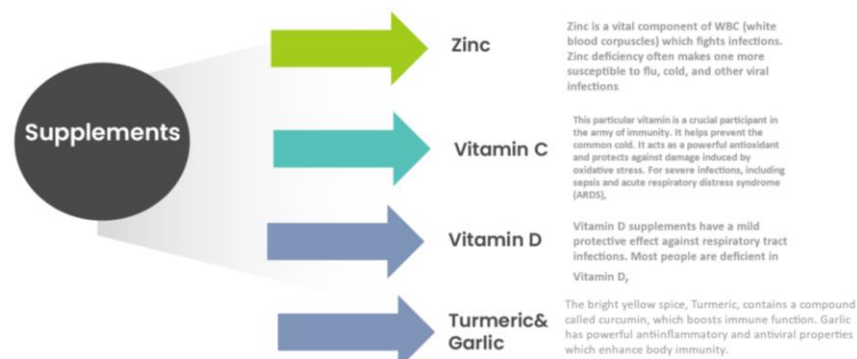 Supplements
Zinc
Zinc is a vital component of WBC (white
blood corpuscles) which fights infections.
Zinc deficiency often makes one more
susceptible to flu, cold, and other viral
infections
Vitamin C
This particular vitamin is a crucial participant in
the army of immunity. It helps prevent the
common cold. It acts as a powerful antioxidant
and protects against damage induced by
oxidative stress. For severe infections, including
sepsis and acute respiratory distress syndrome
(ARDS),
Vitamin D
Vitamin D supplements have a mild
protective effect against respiratory tract
infections. Most people are deficient in
Vitamin D,
Turmeric&
Garlic
The bright yellow spice, Turmeric, contains a compound
called curcumin, which boosts immune function. Garlic
has powerful antiinflammatory and antiviral properties
which enhance body immunity.